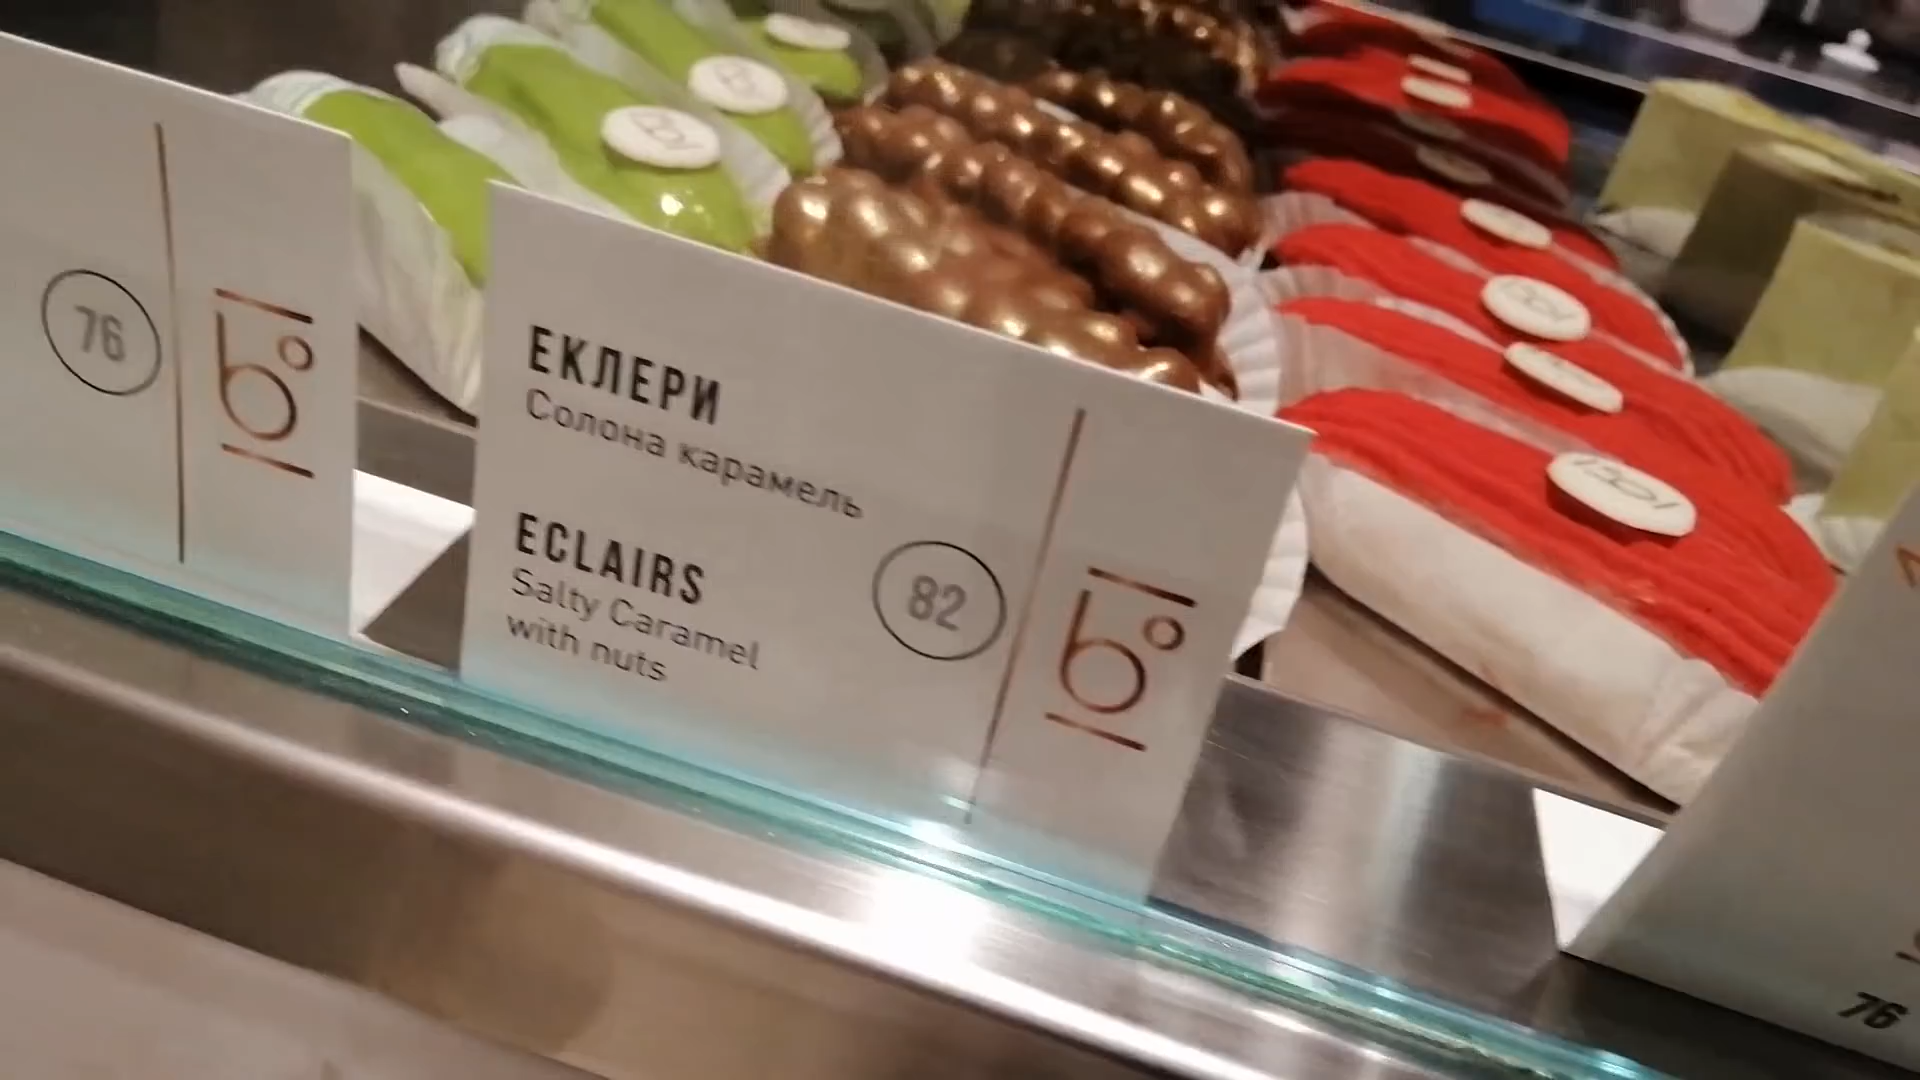 76
b°
ЕКЛЕРИ
Солона карамель
ECLAIRS
Salty Caramel
with nuts
82
b°
76